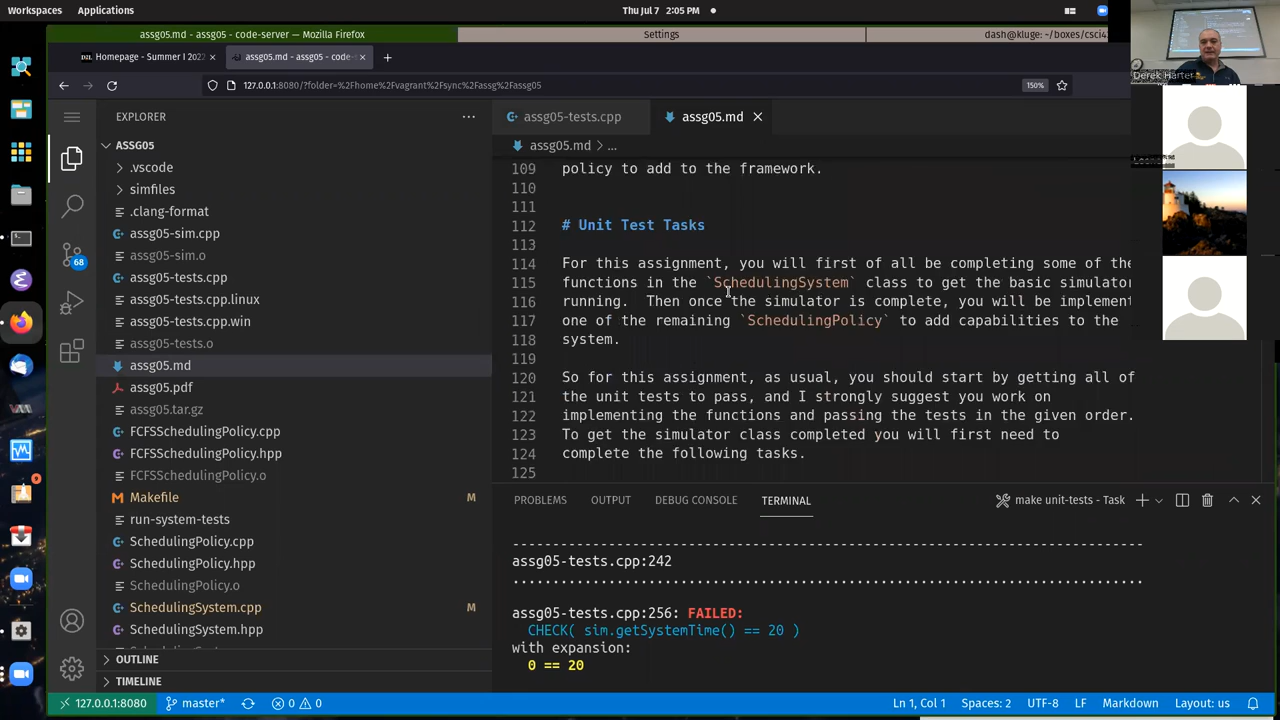 Workspaces Applications Thu Jul 7 2:05 PM
assg05.md - assg05 - code-server - Mozilla Firefox Settings dash@kluge: ~/boxes/csci4
Homepage - Summer I 2022 assg05.md - assg05 - code-
127.0.0.1:8080/?folder=%2Fhome%2Fvagrant%2Fsync%2Fassg%2Fassg05 150%
Derek Harter
EXPLORER
ASSG05
.vscode
simfiles
.clang-format
assg05-sim.cpp
assg05-sim.o
assg05-tests.cpp
assg05-tests.cpp.linux
assg05-tests.cpp.win
assg05-tests.o
assg05.md
assg05.pdf
assg05.tar.gz
FCFSSchedulingPolicy.cpp
FCFSSchedulingPolicy.hpp
FCFSSchedulingPolicy.o
Makefile M
run-system-tests
SchedulingPolicy.cpp
SchedulingPolicy.hpp
SchedulingPolicy.o
SchedulingSystem.cpp M
SchedulingSystem.hpp
OUTLINE
TIMELINE
68
9
assg05-tests.cpp assg05.md
assg05.md > ...
109 policy to add to the framework.
110
111
112 # Unit Test Tasks
113
114 For this assignment, you will first of all be completing some of the
115 functions in the `SchedulingSystem` class to get the basic simulator
116 running.  Then once the simulator is complete, you will be implement
117 one of the remaining `SchedulingPolicy` to add capabilities to the
118 system.
119
120 So for this assignment, as usual, you should start by getting all of
121 the unit tests to pass, and I strongly suggest you work on
122 implementing the functions and passing the tests in the given order.
123 To get the simulator class completed you will first need to
124 complete the following tasks.
125
PROBLEMS OUTPUT DEBUG CONSOLE TERMINAL make unit-tests - Task
-------------------------------------------------------------------------------
assg05-tests.cpp:242
...............................................................................
assg05-tests.cpp:256: FAILED:
CHECK( sim.getSystemTime() == 20 )
with expansion:
0 == 20
127.0.0.1:8080 master* 0 0 Ln 1, Col 1 Spaces: 2 UTF-8 LF Markdown Layout: us